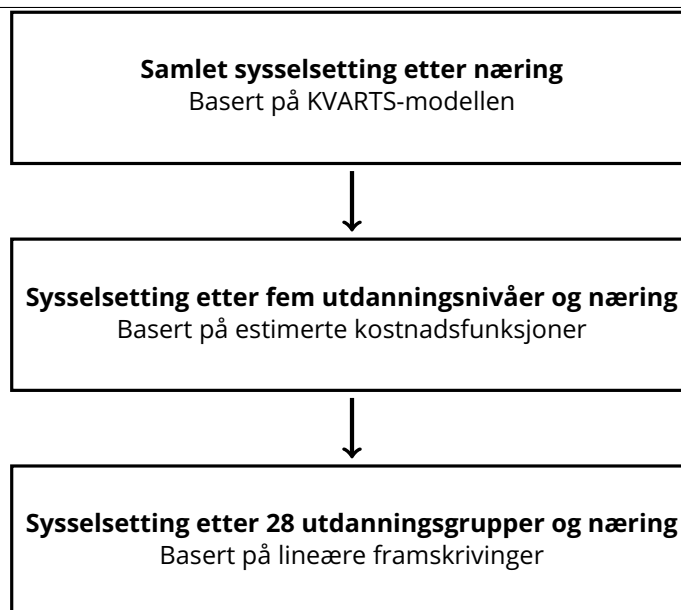 Samlet sysselsetting etter næring
Basert på KVARTS-modellen
Sysselsetting etter fem utdanningsnivåer og næring
Basert på estimerte kostnadsfunksjoner
Sysselsetting etter 28 utdanningsgrupper og næring
Basert på lineære framskrivinger